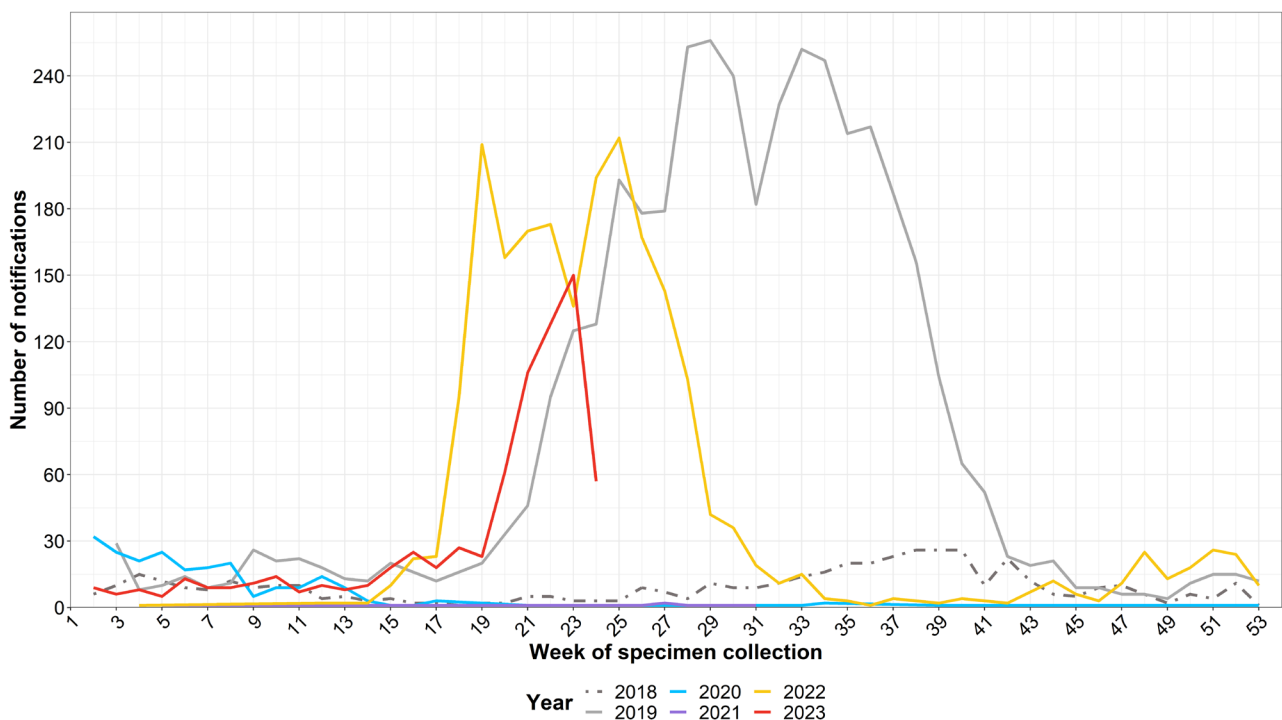 Number of notifications
240
210
180
150
120
90
60
30
0
1 3 5 7 9 11 13 15 17 19 21 23 25 27 29 31 33 35 37 39 41 43 45 47 49 51 53
Week of specimen collection
Year 2018 2020 2022
2019 2021 2023